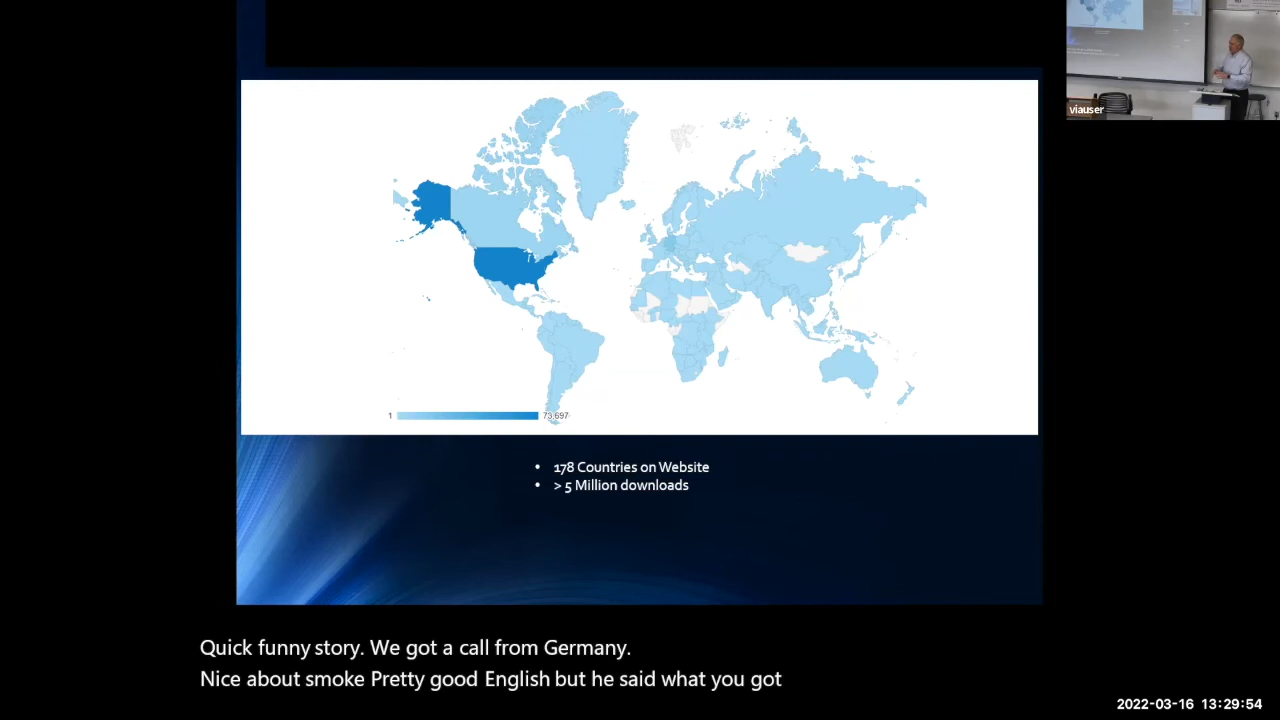 viauser
1
73,697
• 178 Countries on Website
• > 5 Million downloads
Quick funny story. We got a call from Germany.
Nice about smoke Pretty good English but he said what you got
2022-03-16 13:29:54